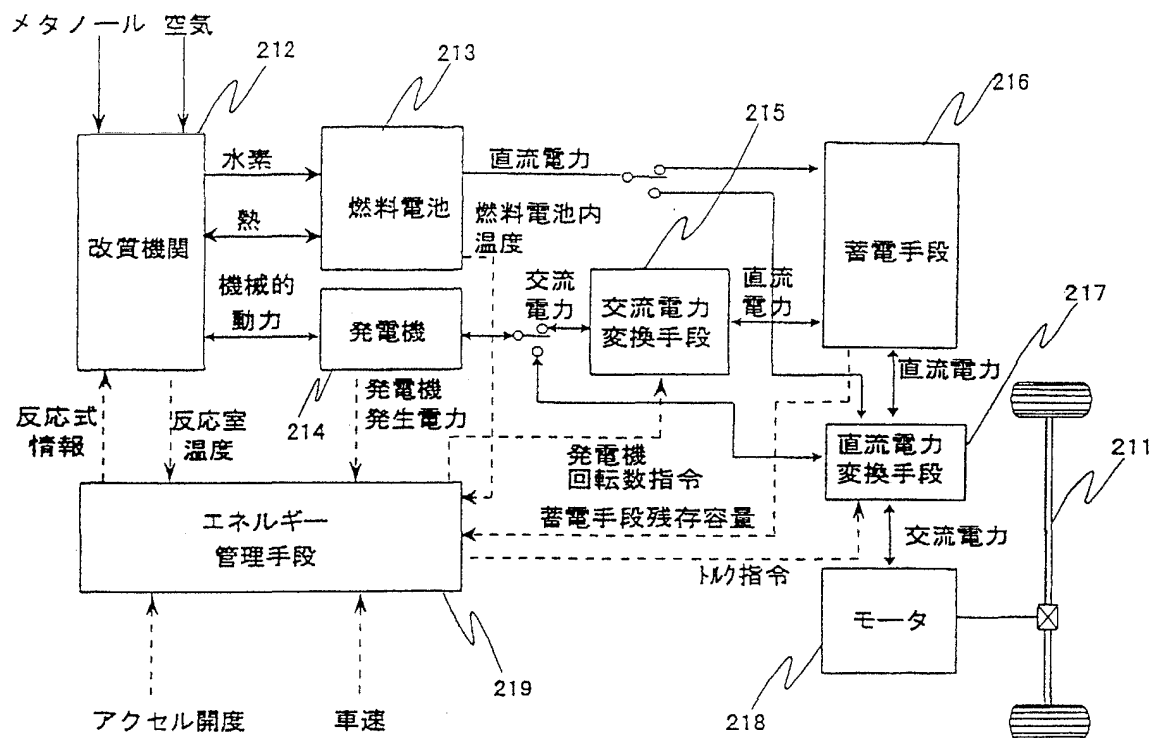 メタノール 空気
212
213
215
216
水素
直流電力
熱
燃料電池
燃料電池内
温度
改質機関
蓄電手段
機械的
動力
発電機
交流
電力
交流電力
変換手段
直流
電力
217
直流電力
反応式
情報
反応室
温度
214
発電機
発生電力
発電機
回転数指令
直流電力
変換手段
211
エネルギー
管理手段
蓄電手段残存容量
交流電力
トルク指令
モータ
219
218
アクセル開度
車速